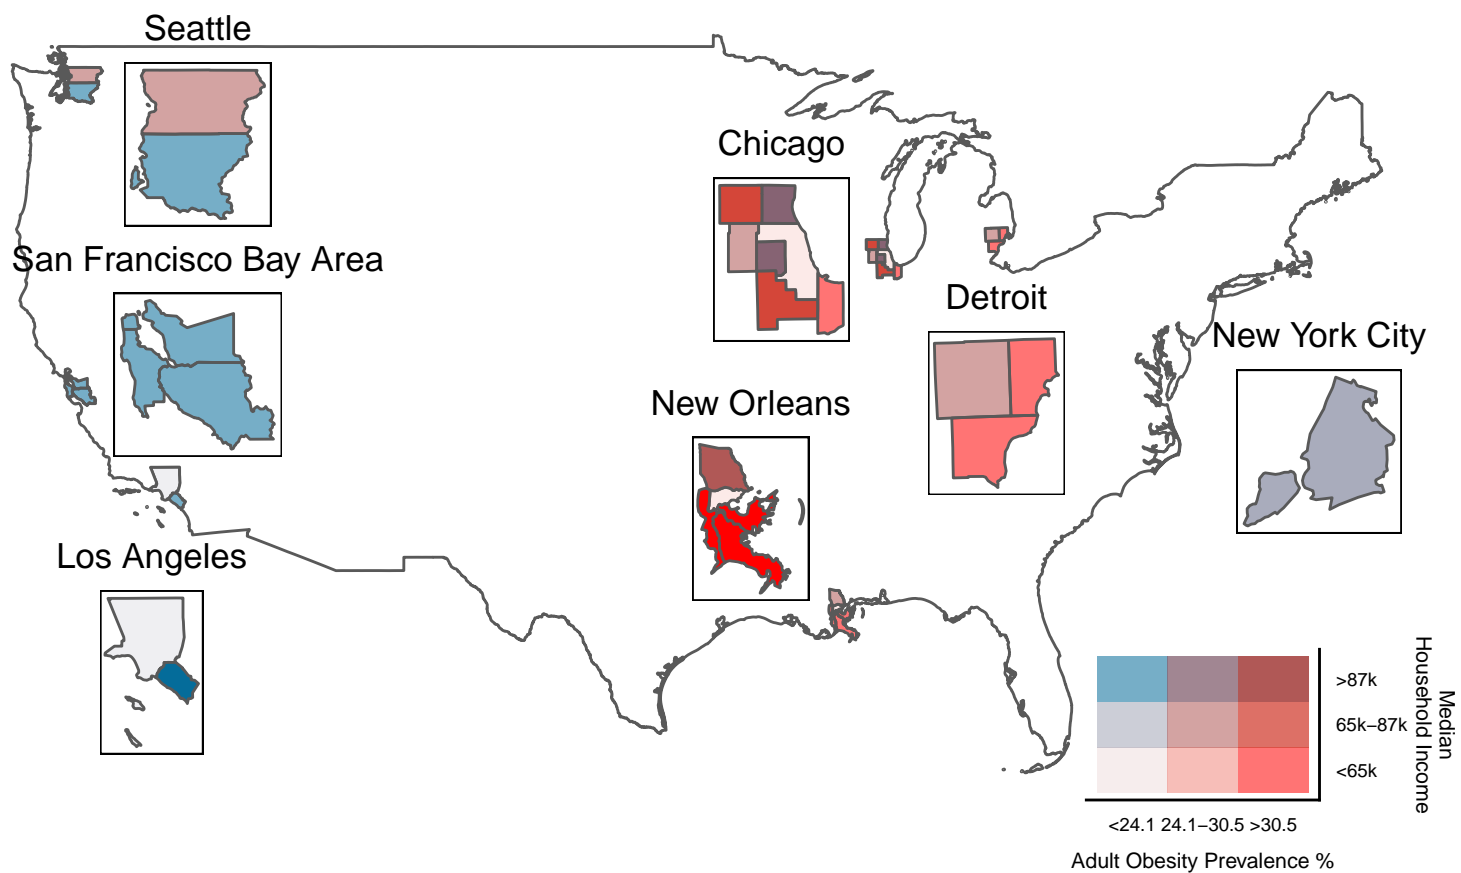 Seattle
Chicago
San Francisco Bay Area
Detroit
New York City
New Orleans
Los Angeles
>87k
65k−87k
<65k
Median
Household Income
<24.1 24.1−30.5 >30.5
Adult Obesity Prevalence %